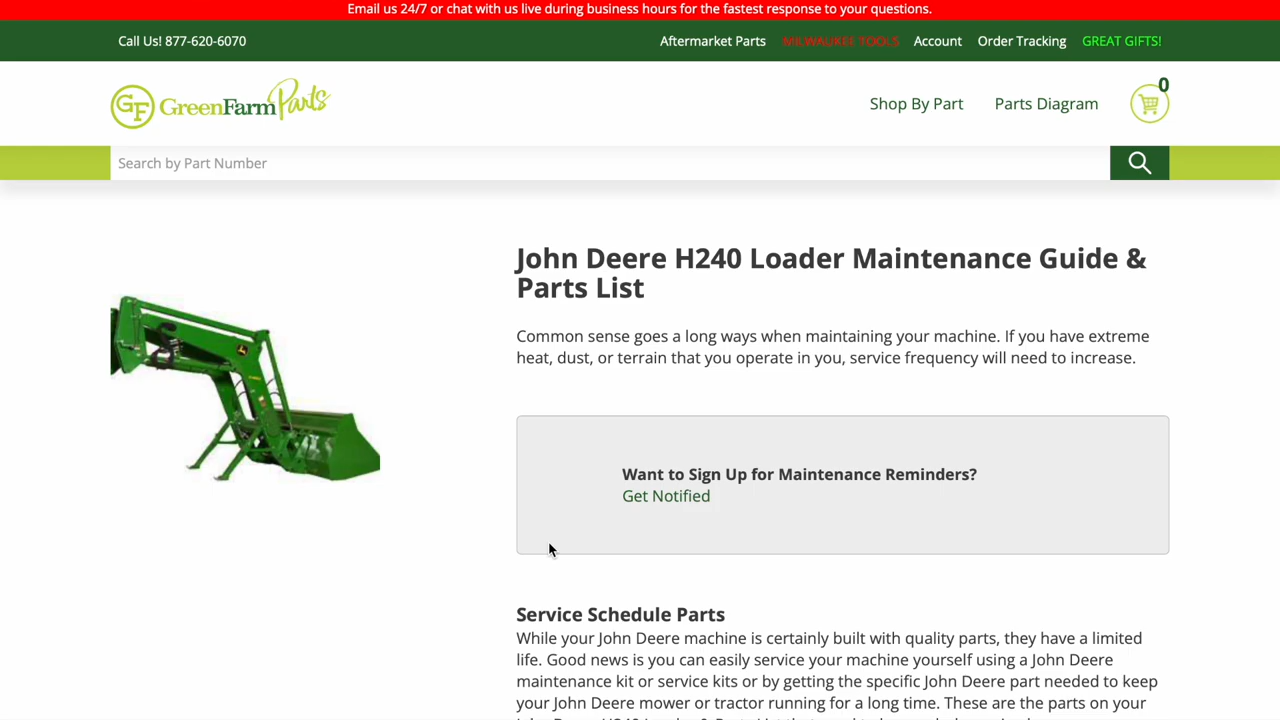 Email us 24/7 or chat with us live during business hours for the fastest response to your questions.
Call Us! 877-620-6070
Aftermarket Parts
MILWAUKEE TOOLS
Account
Order Tracking
GREAT GIFTS!
GF GreenFarm Parts
Shop By Part
Parts Diagram
0
Search by Part Number
John Deere H240 Loader Maintenance Guide &
Parts List
Common sense goes a long ways when maintaining your machine. If you have extreme
heat, dust, or terrain that you operate in you, service frequency will need to increase.
Want to Sign Up for Maintenance Reminders?
Get Notified
Service Schedule Parts
While your John Deere machine is certainly built with quality parts, they have a limited
life. Good news is you can easily service your machine yourself using a John Deere
maintenance kit or service kits or by getting the specific John Deere part needed to keep
your John Deere mower or tractor running for a long time. These are the parts on your